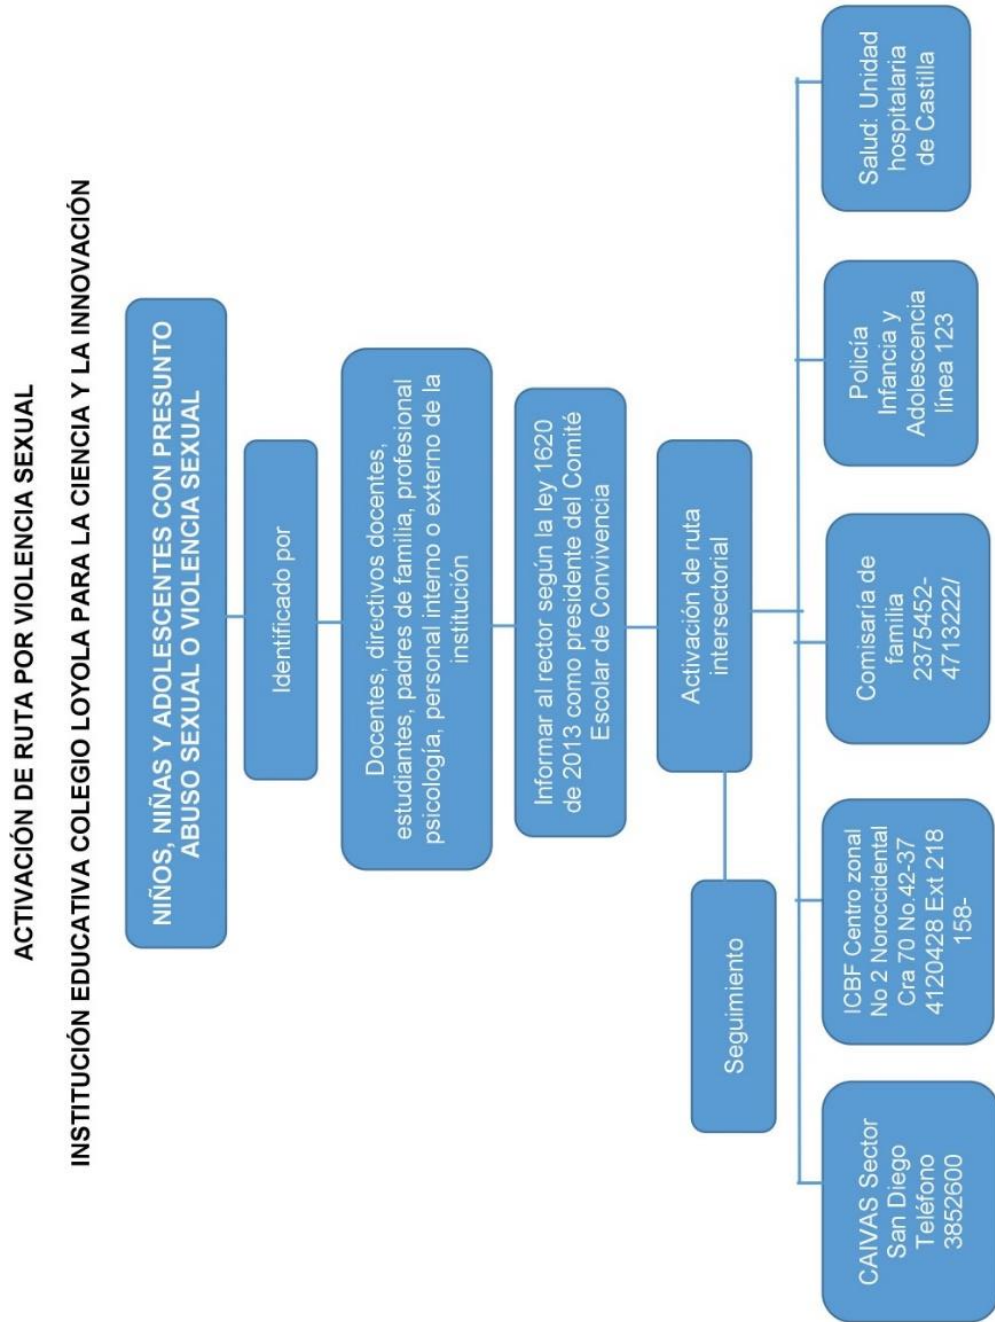 ACTIVACIÓN DE RUTA POR VIOLENCIA SEXUAL
INSTITUCIÓN EDUCATIVA COLEGIO LOYOLA PARA LA CIENCIA Y LA INNOVACIÓN
NIÑOS, NIÑAS Y ADOLESCENTES CON PRESUNTO
ABUSO SEXUAL O VIOLENCIA SEXUAL
Identificado por
Docentes, directivos docentes,
estudiantes, padres de familia, profesional
psicología, personal interno o externo de la
institución
Informar al rector según la ley 1620
de 2013 como presidente del Comité
Escolar de Convivencia
Activación de ruta
intersectorial
Seguimiento
CAIVAS Sector
San Diego
Teléfono
3852600
ICBF Centro zonal
No 2 Noroccidental
Cra 70 No.42-37
4120428 Ext 218
158-
Comisaría de
familia
2375452-
4713222/
Policía
Infancia y
Adolescencia
línea 123
Salud: Unidad
hospitalaria
de Castilla